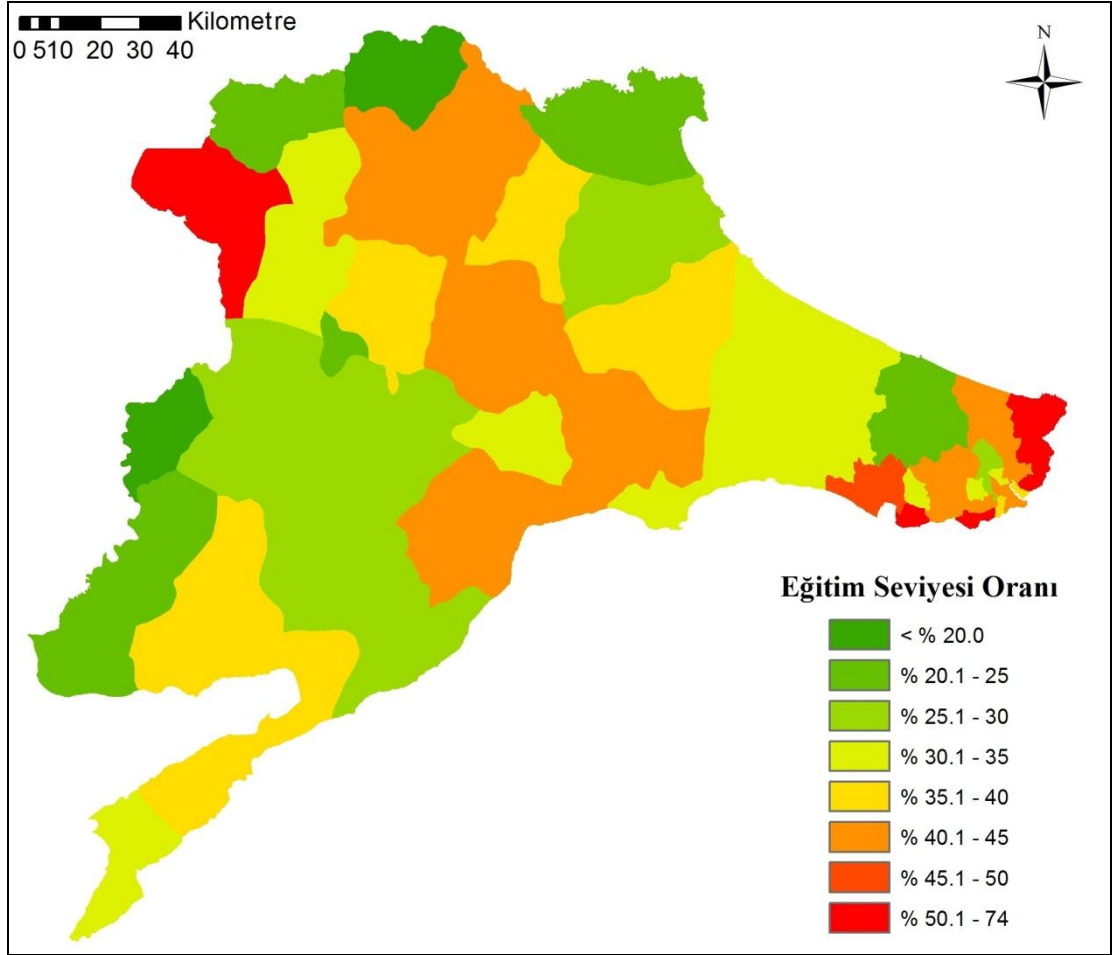 Kilometre
0 510 20 30 40
N
Eğitim Seviyesi Oranı
< % 20.0
% 20.1 - 25
% 25.1 - 30
% 30.1 - 35
% 35.1 - 40
% 40.1 - 45
% 45.1 - 50
% 50.1 - 74